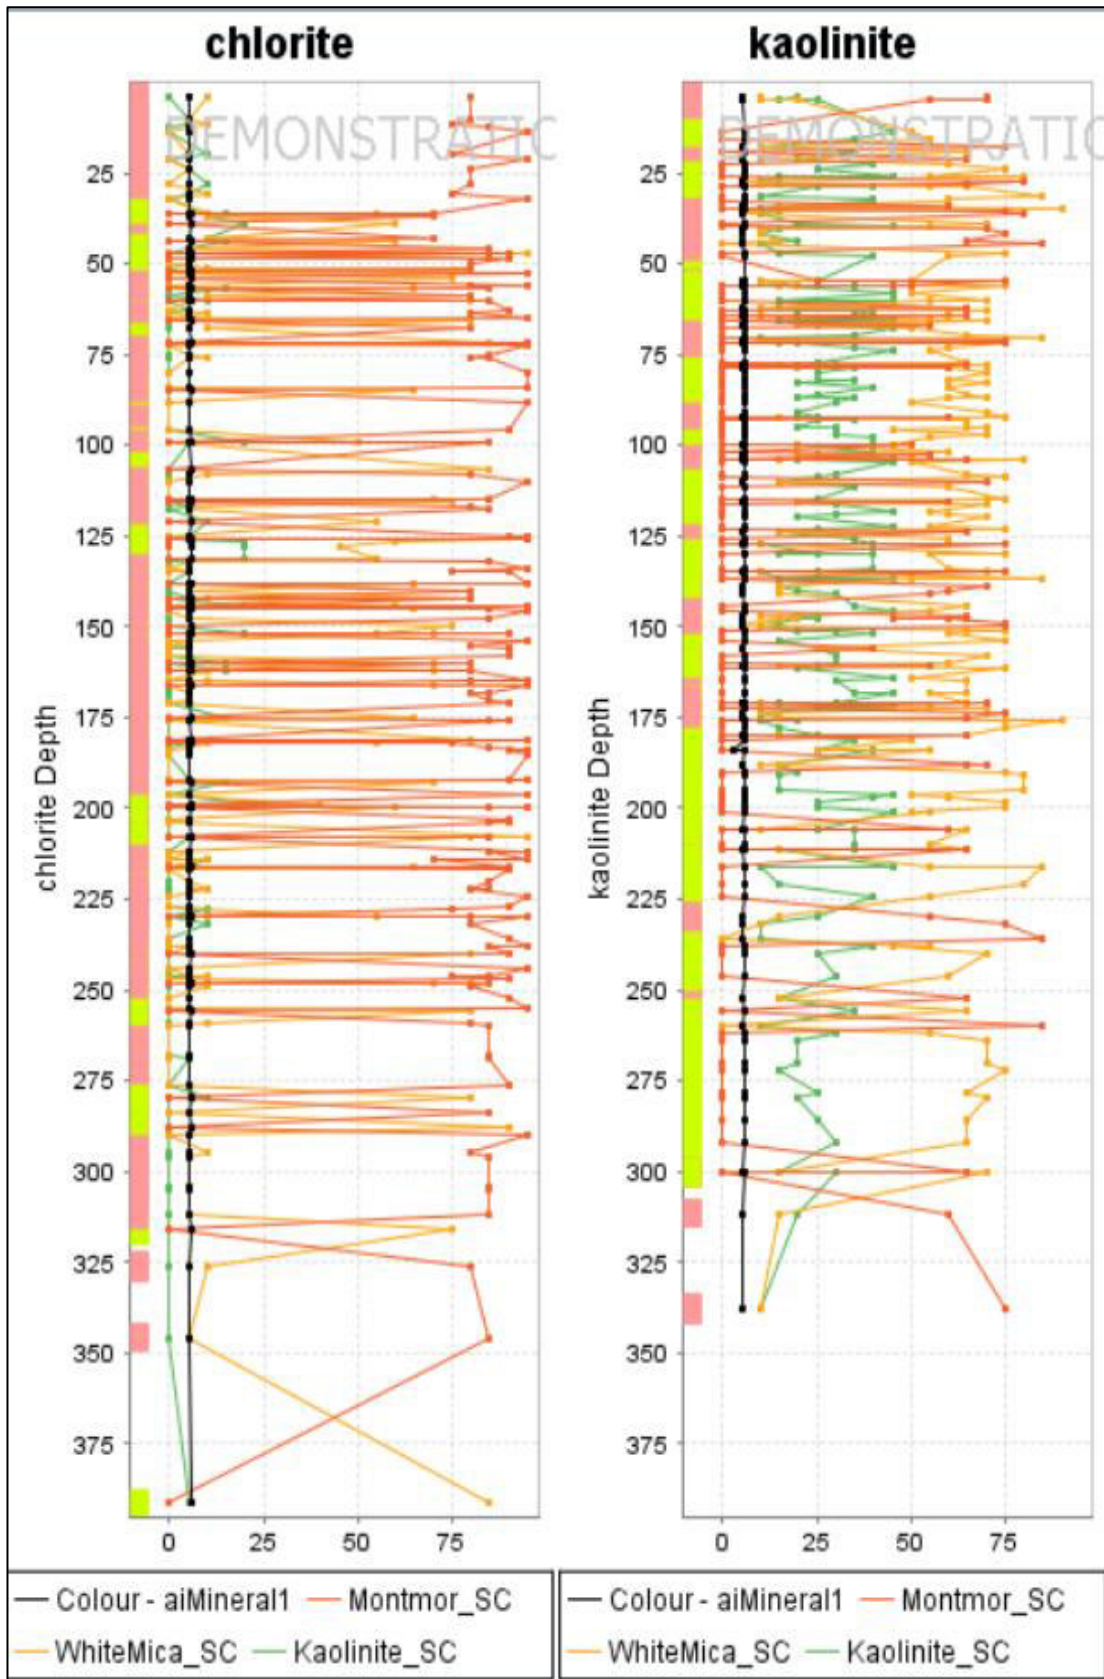 chlorite
kaolinite
DEMONSTRATIC
DEMONSTRATIC
25
50
75
100
125
150
175
200
225
250
275
300
325
350
375
chlorite Depth
0
25
50
75
25
50
75
100
125
150
175
200
225
250
275
300
325
350
375
kaolinite Depth
0
25
50
75
Colour - aiMineral1
Montmor_SC
WhiteMica_SC
Kaolinite_SC
Colour - aiMineral1
Montmor_SC
WhiteMica_SC
Kaolinite_SC